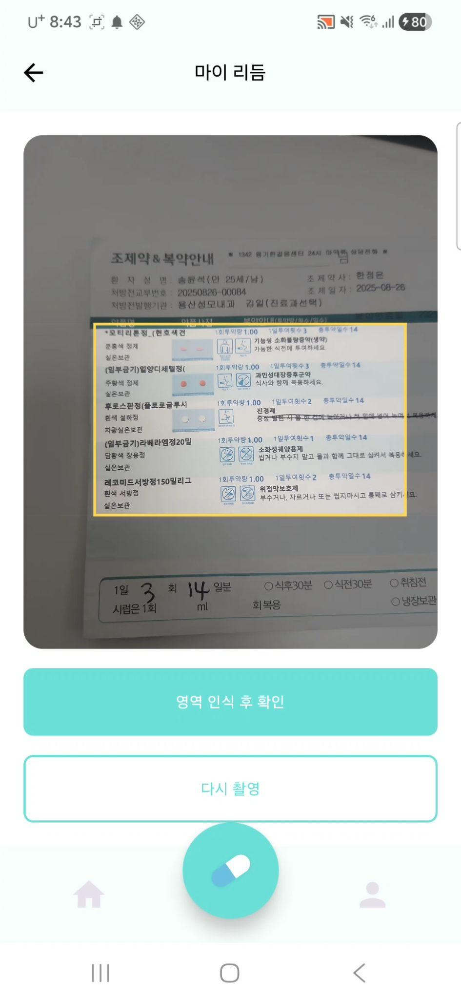 U+ 8:43 80
마이 리듬
조제약&복약안내 * 1342 용기한걸음센터 24시 마약류 상담전화 *
님
환 자 성 명 : 송윤석(만 25세/남) 조제약사: 한정은
처방전교부번호 : 20250826-00084 조제일자: 2025-08-26
처방전발행기관 : 용산성모내과 김일(진료과선택)
약품명 약품사진 복약안내(투약량/횟수/일수)
*모티리톤정_(현호색견 1회투약량 1.00 1일투여횟수 3 총투약일수 14
기능성 소화불량증약(생약)
분홍색 정제 가능한 식전에 투여하세요.
실온보관
(임부금기)일양디세텔정( 1회투약량 1.00 1일투여횟수 3 총투약일수 14
과민성대장증후군약
주황색 정제 식사와 함께 복용하세요.
실온보관
후로스판정(플로로글루시 1회투약량 1.00 1일투여횟수 2 총투약일수 14
진경제
흰색 설하정 증상 발현 시 물 한 컵에 녹이거나 혀 밑에 넣어 녹여
차광실온보관
(임부금기)라베라엠정20밀 1회투약량 1.00 1일투여횟수 1 총투약일수 14
소화성궤양용제
담황색 장용정 씹거나 부수지 말고 물과 함께 그대로 삼켜서 복용하세요.
실온보관
레코미드서방정150밀리그 1회투약량 1.00 1일투여횟수 2 총투약일수 14
위점막보호제
흰색 서방정 부수거나, 자르거나 또는 씹지마시고 통째로 삼키세요.
실온보관
1일 3 회 14 일분 ○식후30분 ○식전30분 ○취침전
시럽은 1회 ml 회 복용 ○냉장보관
영역 인식 후 확인
다시 촬영